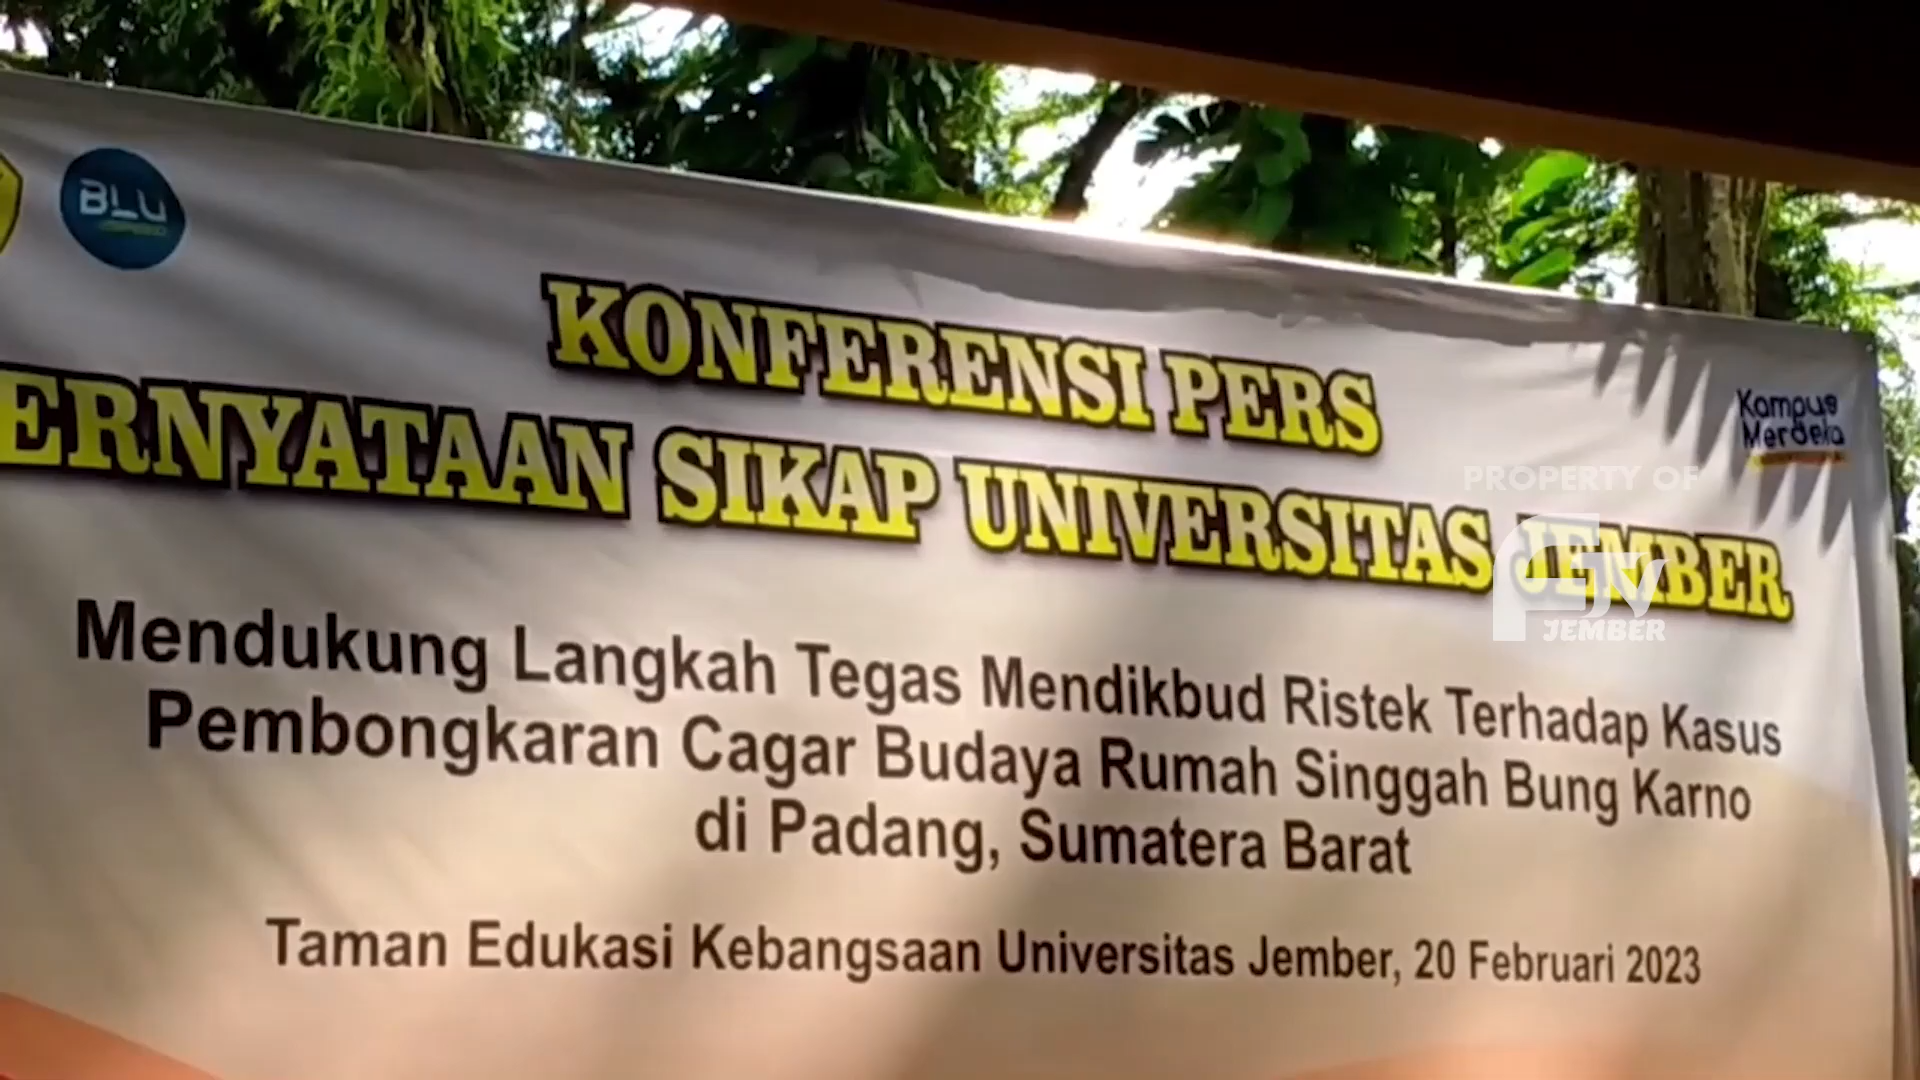 BLU
KONFERENSI PERS
ERNYATAAN SIKAP UNIVERSITAS JEMBER
Kampus
Merdeka
PROPERTY OF
JEMBER
Mendukung Langkah Tegas Mendikbud Ristek Terhadap Kasus
Pembongkaran Cagar Budaya Rumah Singgah Bung Karno
di Padang, Sumatera Barat
Taman Edukasi Kebangsaan Universitas Jember, 20 Februari 2023